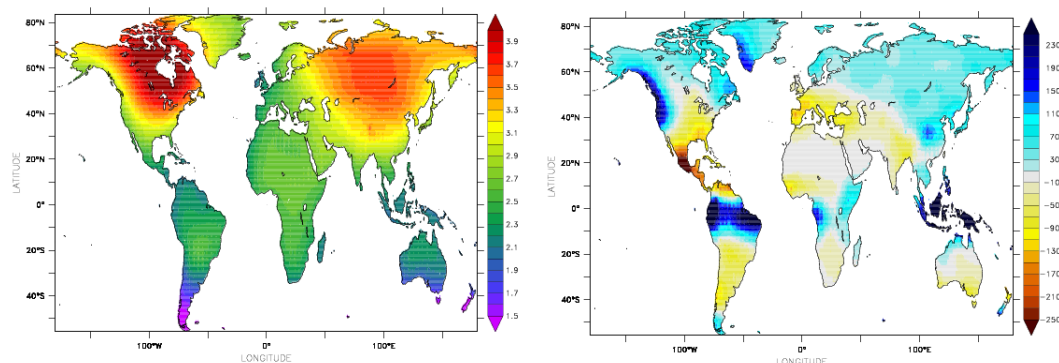 80°N
60°N
40°N
20°N
0°
20°S
40°S
LATITUDE
100°W
0°
100°E
LONGITUDE
3.9
3.7
3.5
3.3
3.1
2.9
2.7
2.5
2.3
2.1
1.9
1.7
1.5
80°N
60°N
40°N
20°N
0°
20°S
40°S
LATITUDE
100°W
0°
100°E
LONGITUDE
230
190
150
110
70
30
-10
-50
-90
-130
-170
-210
-250